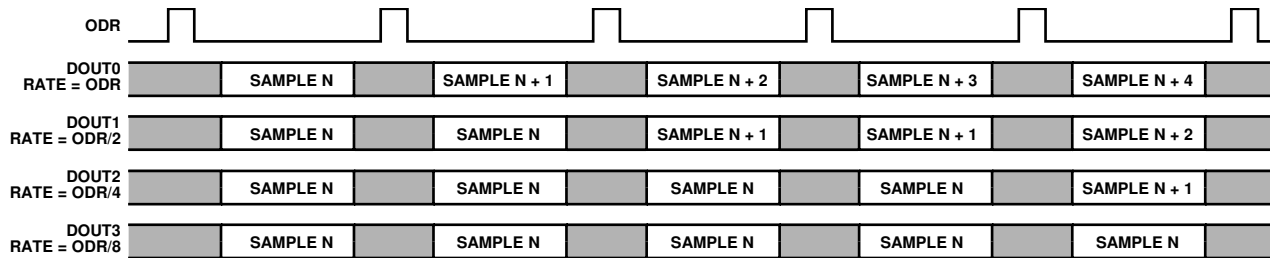 ODR
DOUT0
RATE = ODR
SAMPLE N
SAMPLE N + 1
SAMPLE N + 2
SAMPLE N + 3
SAMPLE N + 4
DOUT1
RATE = ODR/2
SAMPLE N
SAMPLE N
SAMPLE N + 1
SAMPLE N + 1
SAMPLE N + 2
DOUT2
RATE = ODR/4
SAMPLE N
SAMPLE N
SAMPLE N
SAMPLE N
SAMPLE N + 1
DOUT3
RATE = ODR/8
SAMPLE N
SAMPLE N
SAMPLE N
SAMPLE N
SAMPLE N